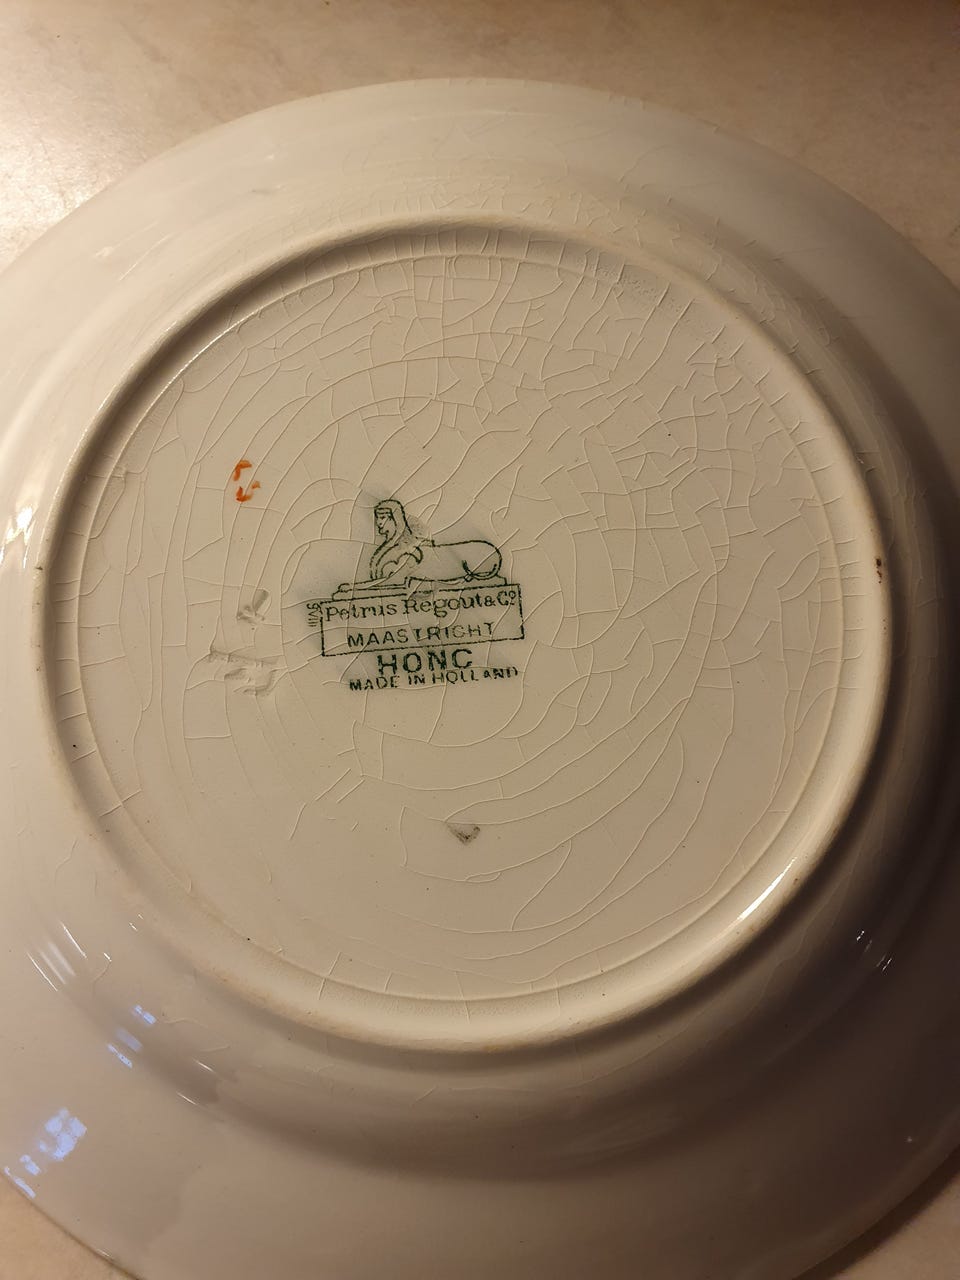 Petrus Regout & Co
MAASTRICHT
HONC
MADE IN HOLLAND